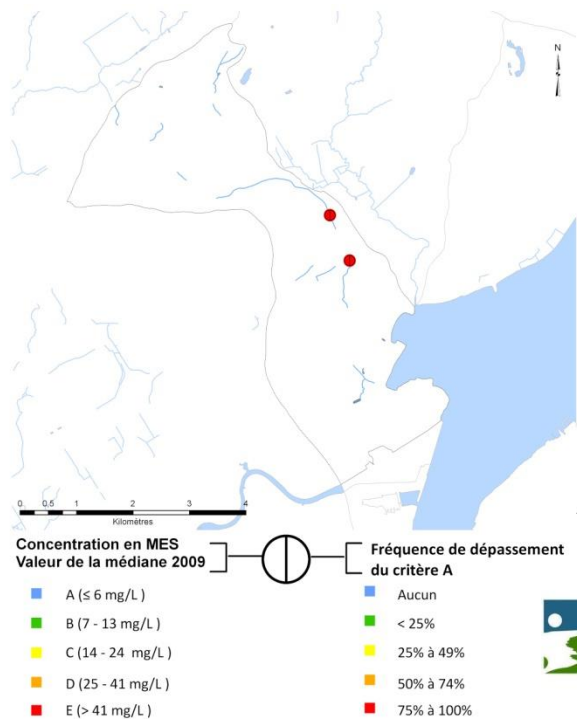 N
0 0.5 1 2 3 4
Kilomètres
Concentration en MES
Valeur de la médiane 2009
A (≤ 6 mg/L )
B (7 - 13 mg/L )
C (14 - 24 mg/L )
D (25 - 41 mg/L )
E (> 41 mg/L )
Fréquence de dépassement
du critère A
Aucun
< 25%
25% à 49%
50% à 74%
75% à 100%